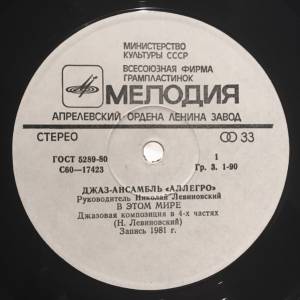 МИНИСТЕРСТВО
КУЛЬТУРЫ СССР
ВСЕСОЮЗНАЯ ФИРМА
ГРАМПЛАСТИНОК
МЕЛОДИЯ
АПРЕЛЕВСКИЙ ОРДЕНА ЛЕНИНА ЗАВОД
СТЕРЕО 33
ГОСТ 5289-80 1
С60—17423 Гр. 3. 1-90
ДЖАЗ-АНСАМБЛЬ «АЛЛЕГРО»
Руководитель Николай Левиновский
В ЭТОМ МИРЕ
Джазовая композиция в 4-х частях
(Н. Левиновский)
Запись 1981 г.